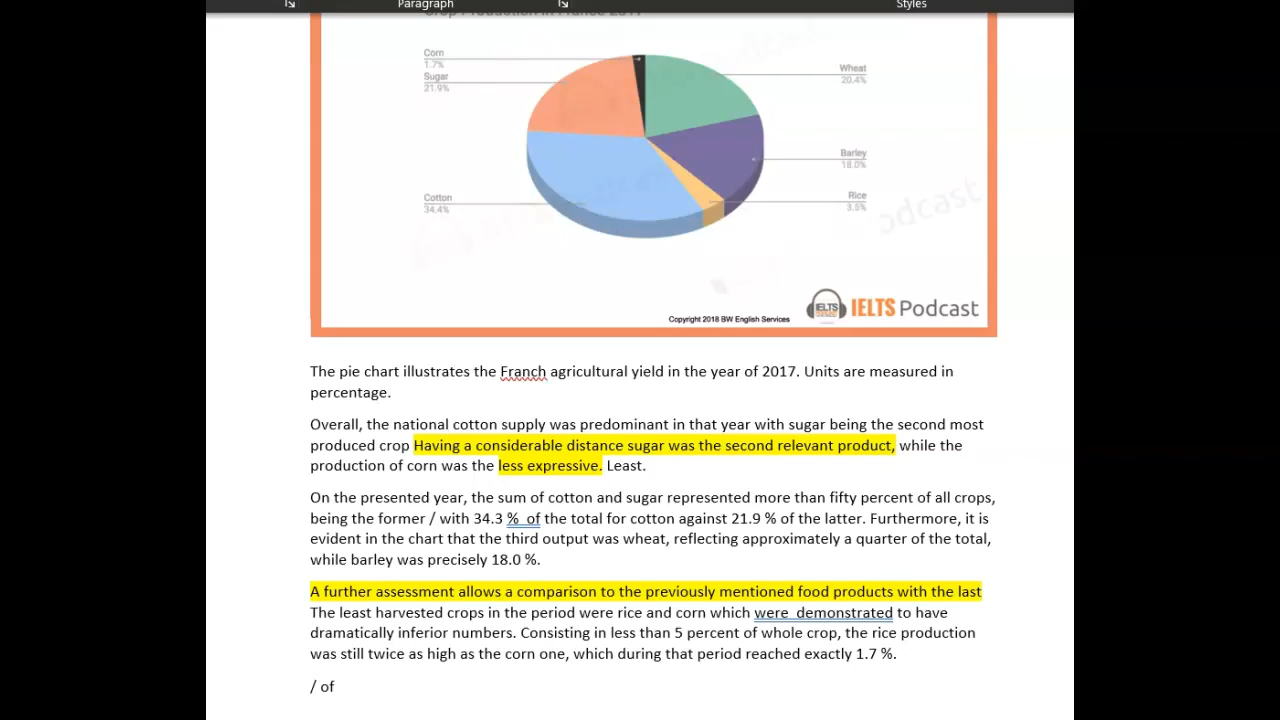 Paragraph
Styles
Crop Production in France 2017
Corn
1.7%
Sugar
21.9%
Wheat
20.4%
Barley
18.0%
Cotton
34.4%
Rice
3.5%
podcast
IELTS
IELTS Podcast
Copyright 2018 BW English Services
The pie chart illustrates the Franch agricultural yield in the year of 2017. Units are measured in
percentage.
Overall, the national cotton supply was predominant in that year with sugar being the second most
produced crop Having a considerable distance sugar was the second relevant product, while the
production of corn was the less expressive. Least.
On the presented year, the sum of cotton and sugar represented more than fifty percent of all crops,
being the former / with 34.3 % of the total for cotton against 21.9 % of the latter. Furthermore, it is
evident in the chart that the third output was wheat, reflecting approximately a quarter of the total,
while barley was precisely 18.0 %.
A further assessment allows a comparison to the previously mentioned food products with the last
The least harvested crops in the period were rice and corn which were demonstrated to have
dramatically inferior numbers. Consisting in less than 5 percent of whole crop, the rice production
was still twice as high as the corn one, which during that period reached exactly 1.7 %.
/ of